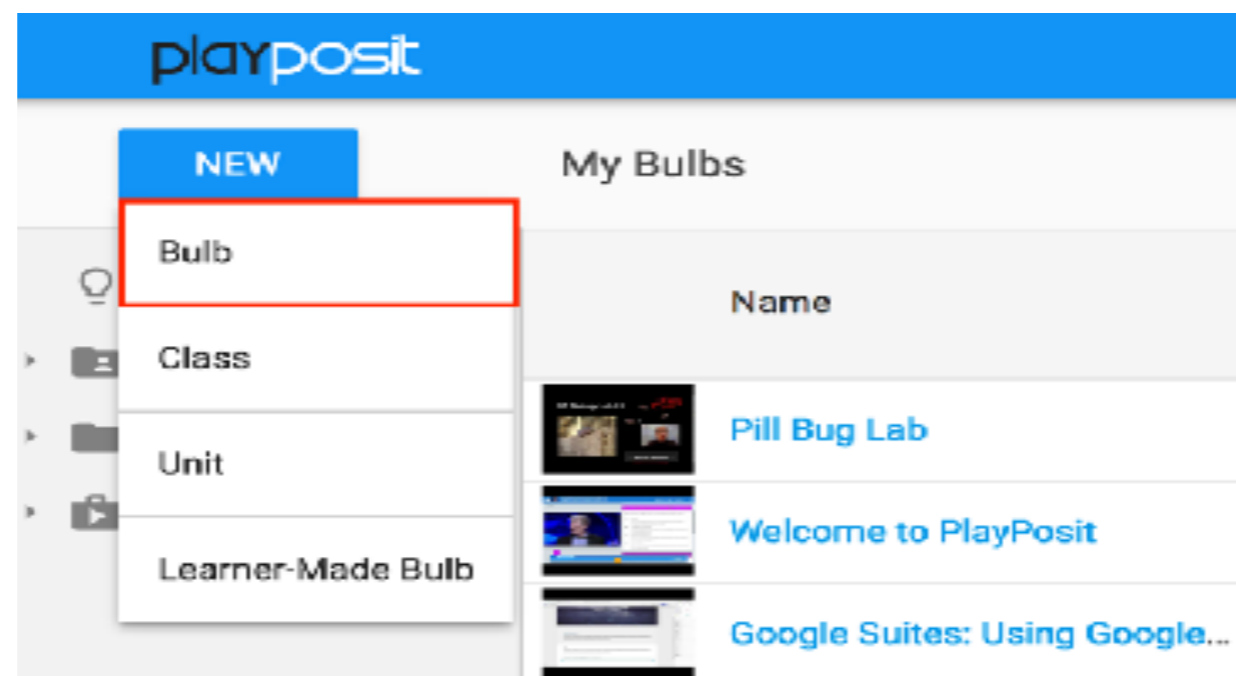 playposit
NEW
My Bulbs
Bulb
Name
Class
Pill Bug Lab
Unit
Welcome to PlayPosit
Learner-Made Bulb
Google Suites: Using Google...